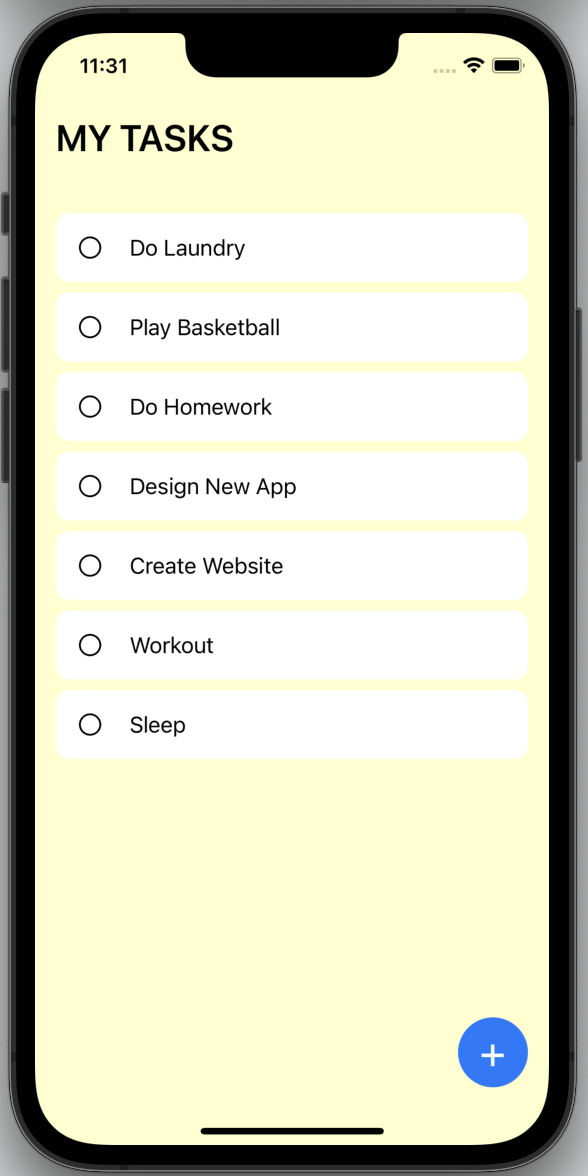 11:31
MY TASKS
Do Laundry
Play Basketball
Do Homework
Design New App
Create Website
Workout
Sleep
+